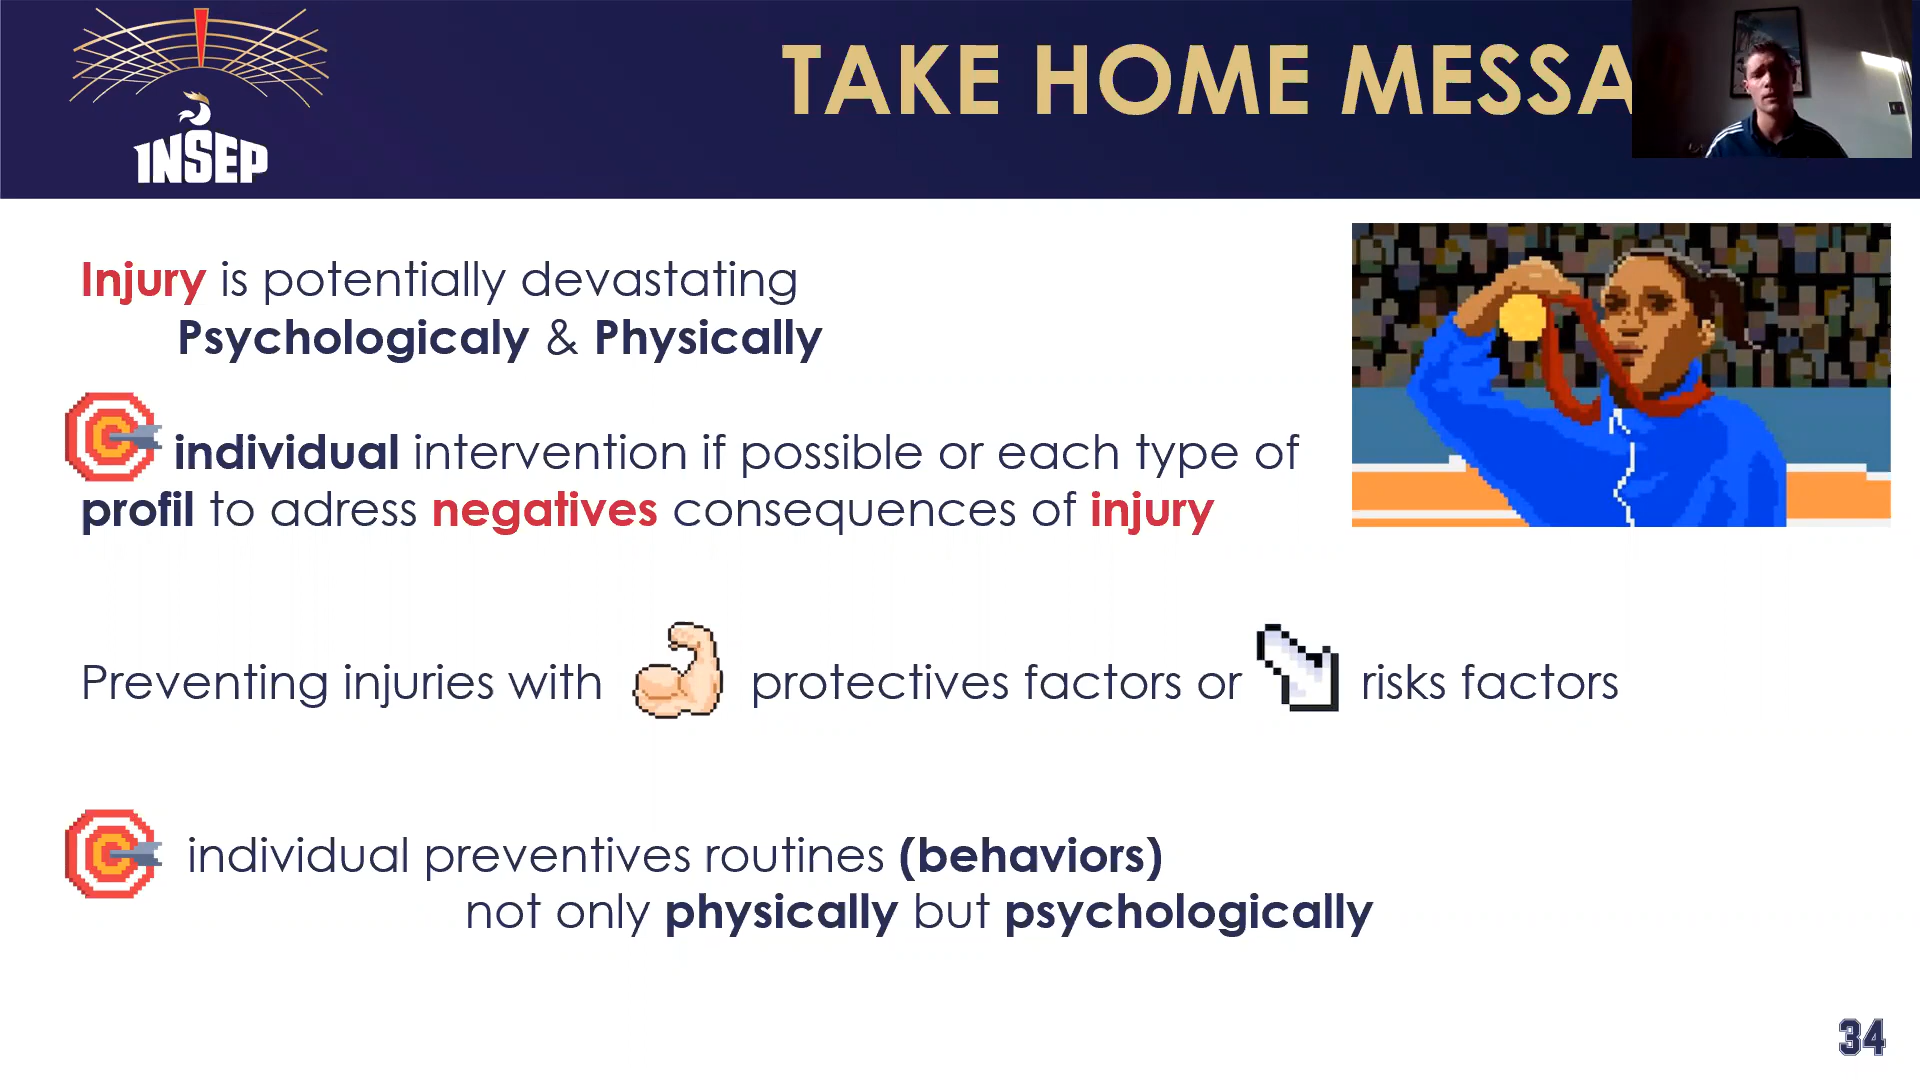 INSEP
TAKE HOME MESSA
Injury is potentially devastating
Psychologicaly & Physically
individual intervention if possible or each type of
profil to adress negatives consequences of injury
Preventing injuries with protectives factors or risks factors
individual preventives routines (behaviors)
not only physically but psychologically
34